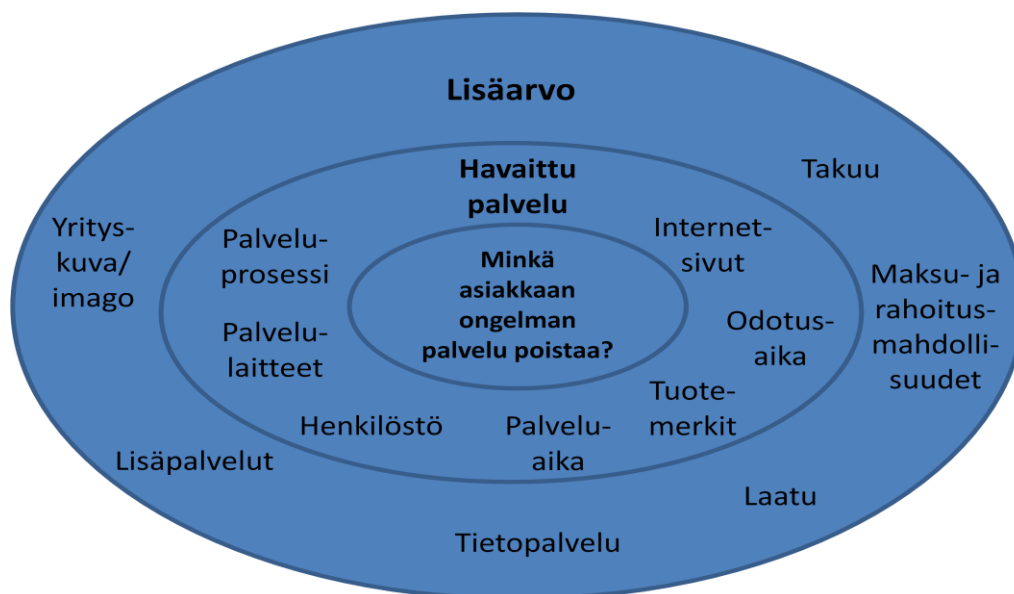 Lisäarvo
Takuu
Havaittu
palvelu
Yritys-
kuva/
imago
Palvelu-
prosessi
Internet-
sivut
Minkä
asiakkaan
ongelman
palvelu poistaa?
Maksu- ja
rahoitus-
mahdolli-
suudet
Palvelu-
laitteet
Odotus-
aika
Tuote-
merkit
Henkilöstö
Palvelu-
aika
Lisäpalvelut
Laatu
Tietopalvelu